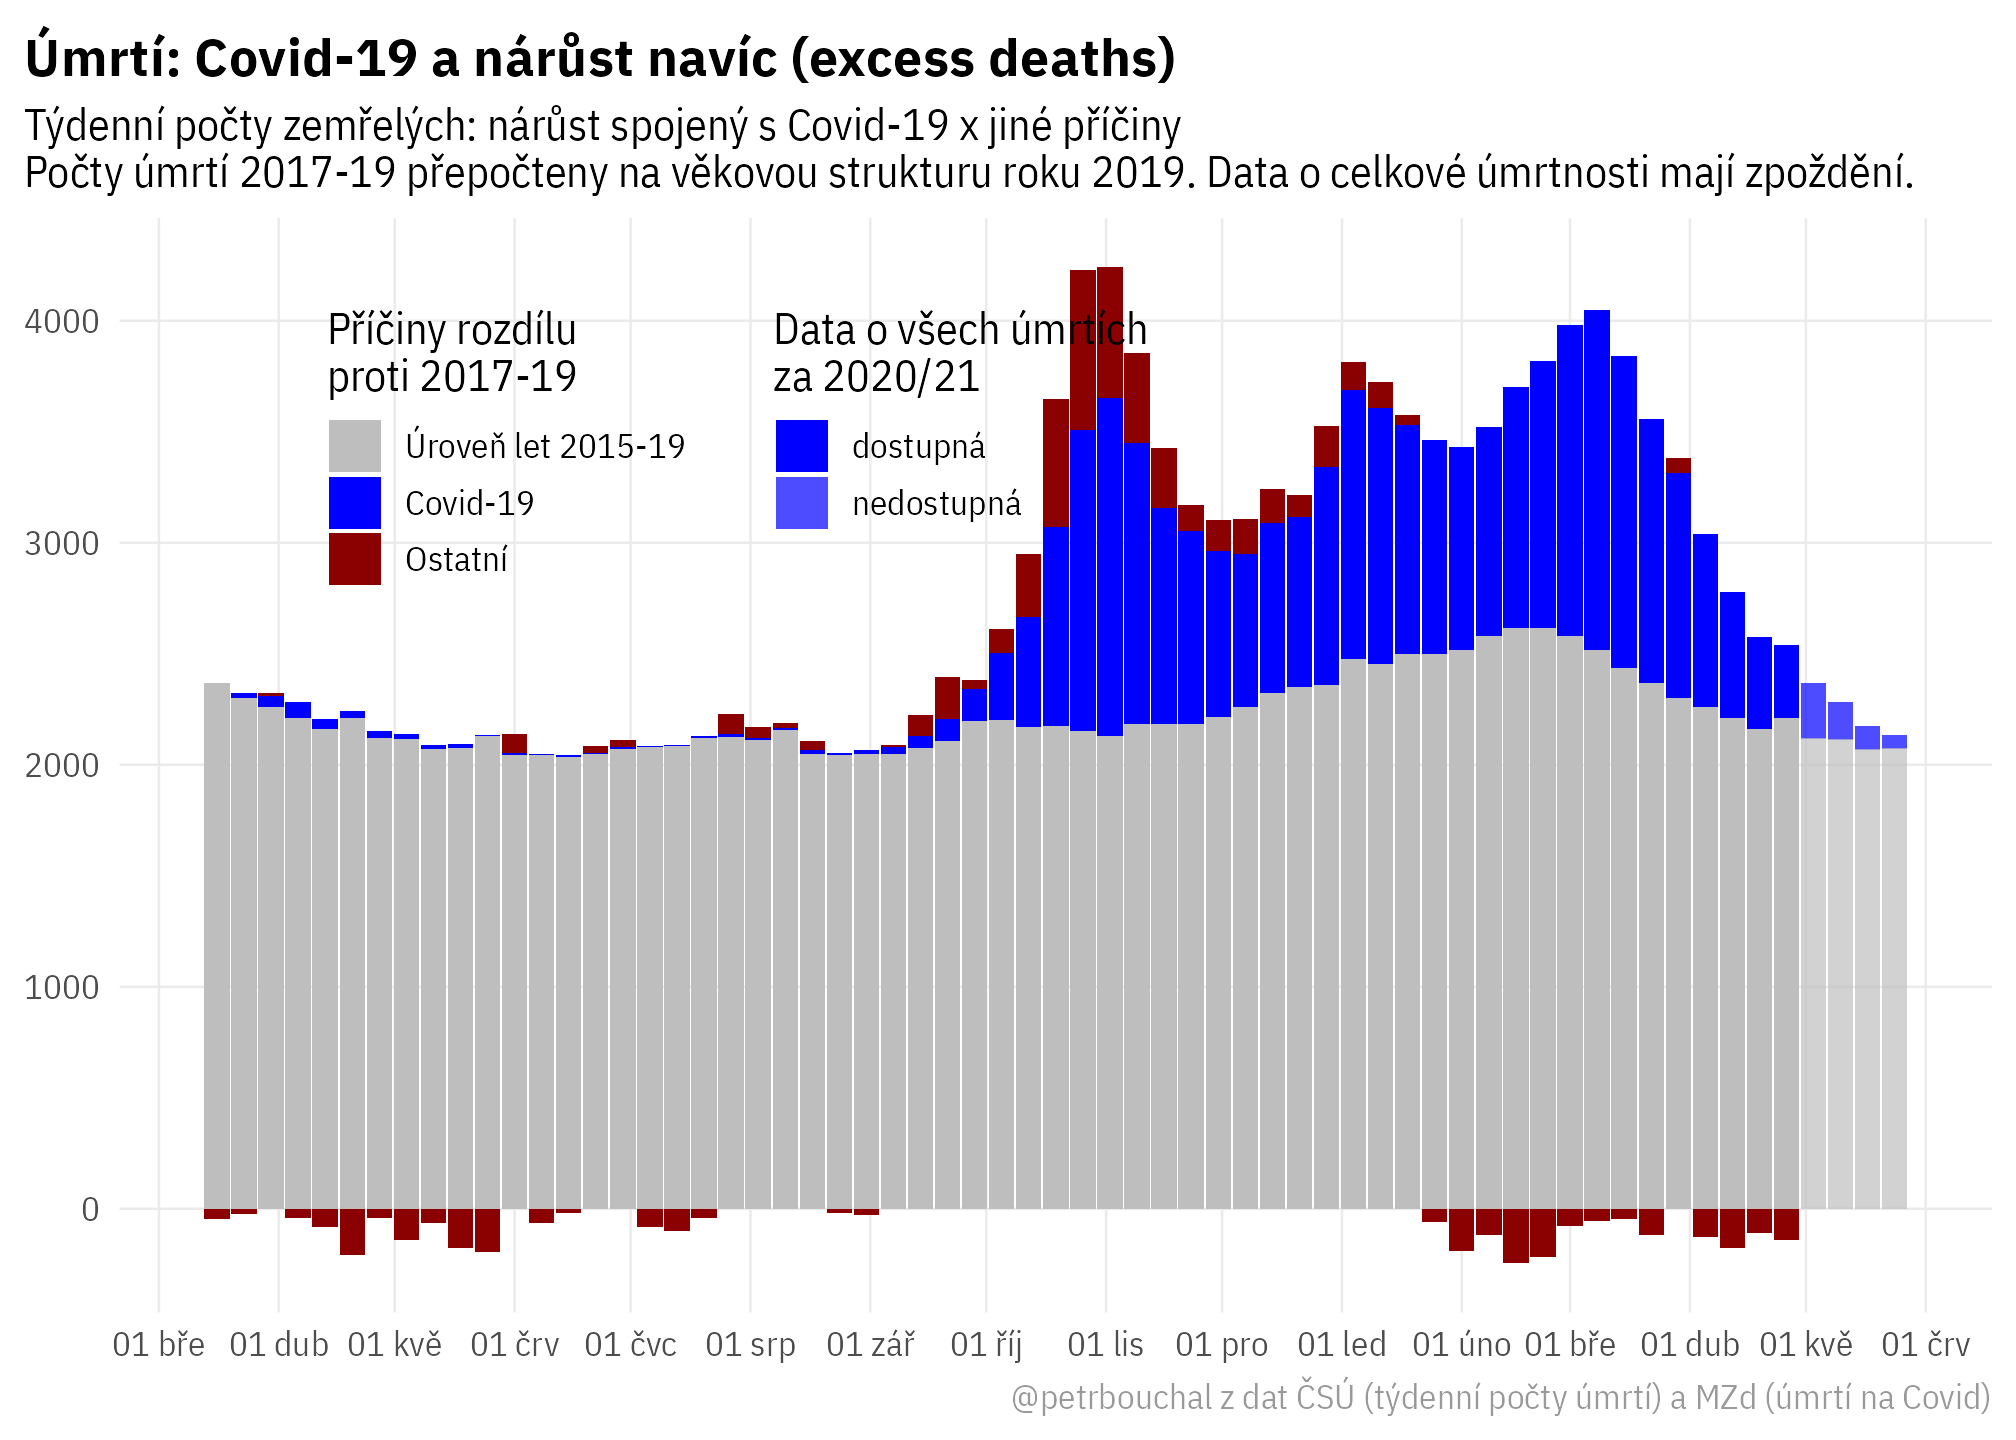 Úmrtí: Covid-19 a nárůst navíc (excess deaths)
Týdenní počty zemřelých: nárůst spojený s Covid-19 x jiné příčiny
Počty úmrtí 2017-19 přepočteny na věkovou strukturu roku 2019. Data o celkové úmrtnosti mají zpoždění.
4000
3000
2000
1000
0
Příčiny rozdílu
proti 2017-19
Úroveň let 2015-19
Covid-19
Ostatní
Data o všech úmrtích
za 2020/21
dostupná
nedostupná
01 bře
01 dub
01 kvě
01 črv
01 čvc
01 srp
01 zář
01 říj
01 lis
01 pro
01 led
01 úno
01 bře
01 dub
01 kvě
01 črv
@petrbouchal z dat ČSÚ (týdenní počty úmrtí) a MZd (úmrtí na Covid)